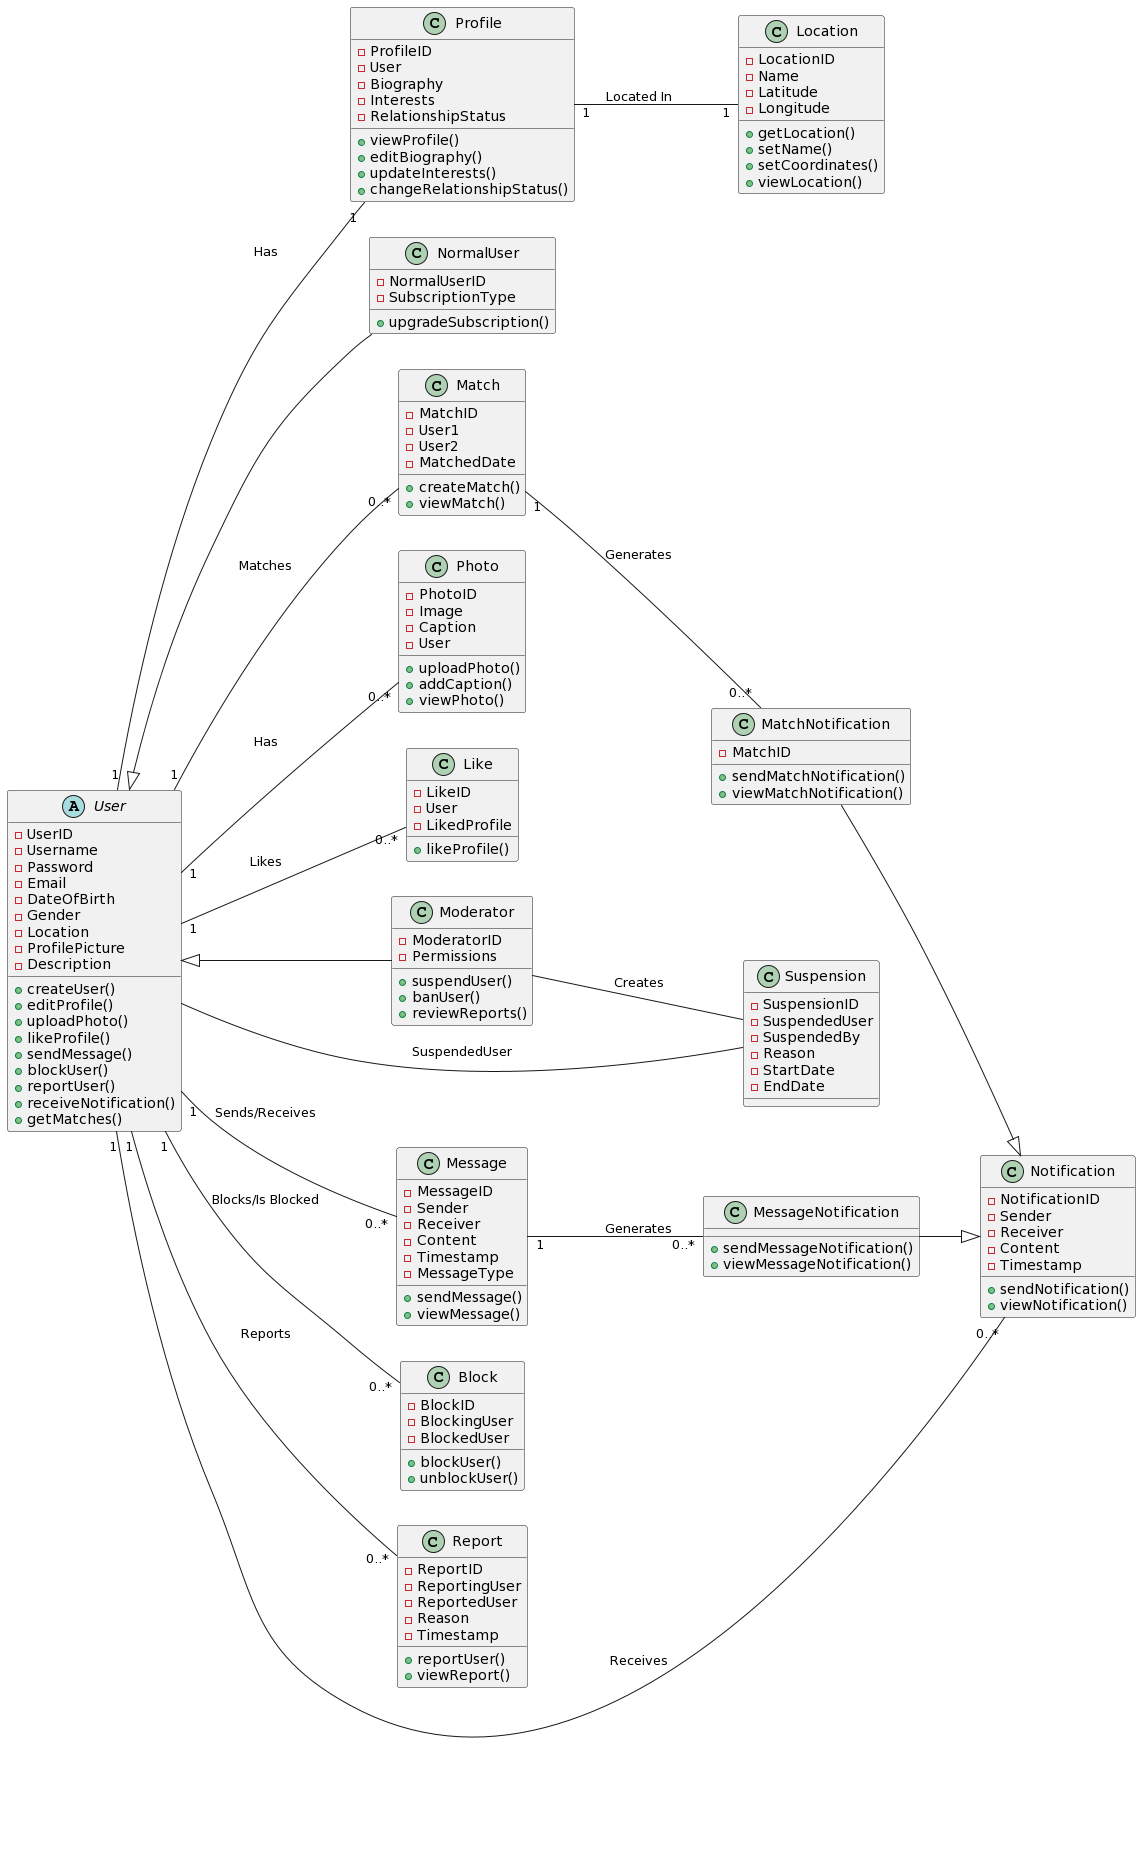 C Profile
ProfileID
User
Biography
Interests
RelationshipStatus
viewProfile()
editBiography()
updateInterests()
changeRelationshipStatus()
C Location
LocationID
Name
Latitude
Longitude
getLocation()
setName()
setCoordinates()
viewLocation()
Located In
1
1
1
Has
C NormalUser
NormalUserID
SubscriptionType
upgradeSubscription()
C Match
MatchID
User1
User2
MatchedDate
createMatch()
viewMatch()
0..*
1
Generates
Matches
C Photo
PhotoID
Image
Caption
User
uploadPhoto()
addCaption()
viewPhoto()
0..*
Has
0..*
C MatchNotification
MatchID
sendMatchNotification()
viewMatchNotification()
C Like
LikeID
User
LikedProfile
likeProfile()
0..*
Likes
1
1
A User
UserID
Username
Password
Email
DateOfBirth
Gender
Location
ProfilePicture
Description
createUser()
editProfile()
uploadPhoto()
likeProfile()
sendMessage()
blockUser()
reportUser()
receiveNotification()
getMatches()
1
1
C Moderator
ModeratorID
Permissions
suspendUser()
banUser()
reviewReports()
Creates
SuspendedUser
C Suspension
SuspensionID
SuspendedUser
SuspendedBy
Reason
StartDate
EndDate
1
Sends/Receives
1
1
1
C Message
MessageID
Sender
Receiver
Content
Timestamp
MessageType
sendMessage()
viewMessage()
0..*
1
Generates
0..*
C MessageNotification
sendMessageNotification()
viewMessageNotification()
C Notification
NotificationID
Sender
Receiver
Content
Timestamp
sendNotification()
viewNotification()
0..*
Blocks/Is Blocked
C Block
BlockID
BlockingUser
BlockedUser
blockUser()
unblockUser()
0..*
Reports
C Report
ReportID
ReportingUser
ReportedUser
Reason
Timestamp
reportUser()
viewReport()
0..*
Receives